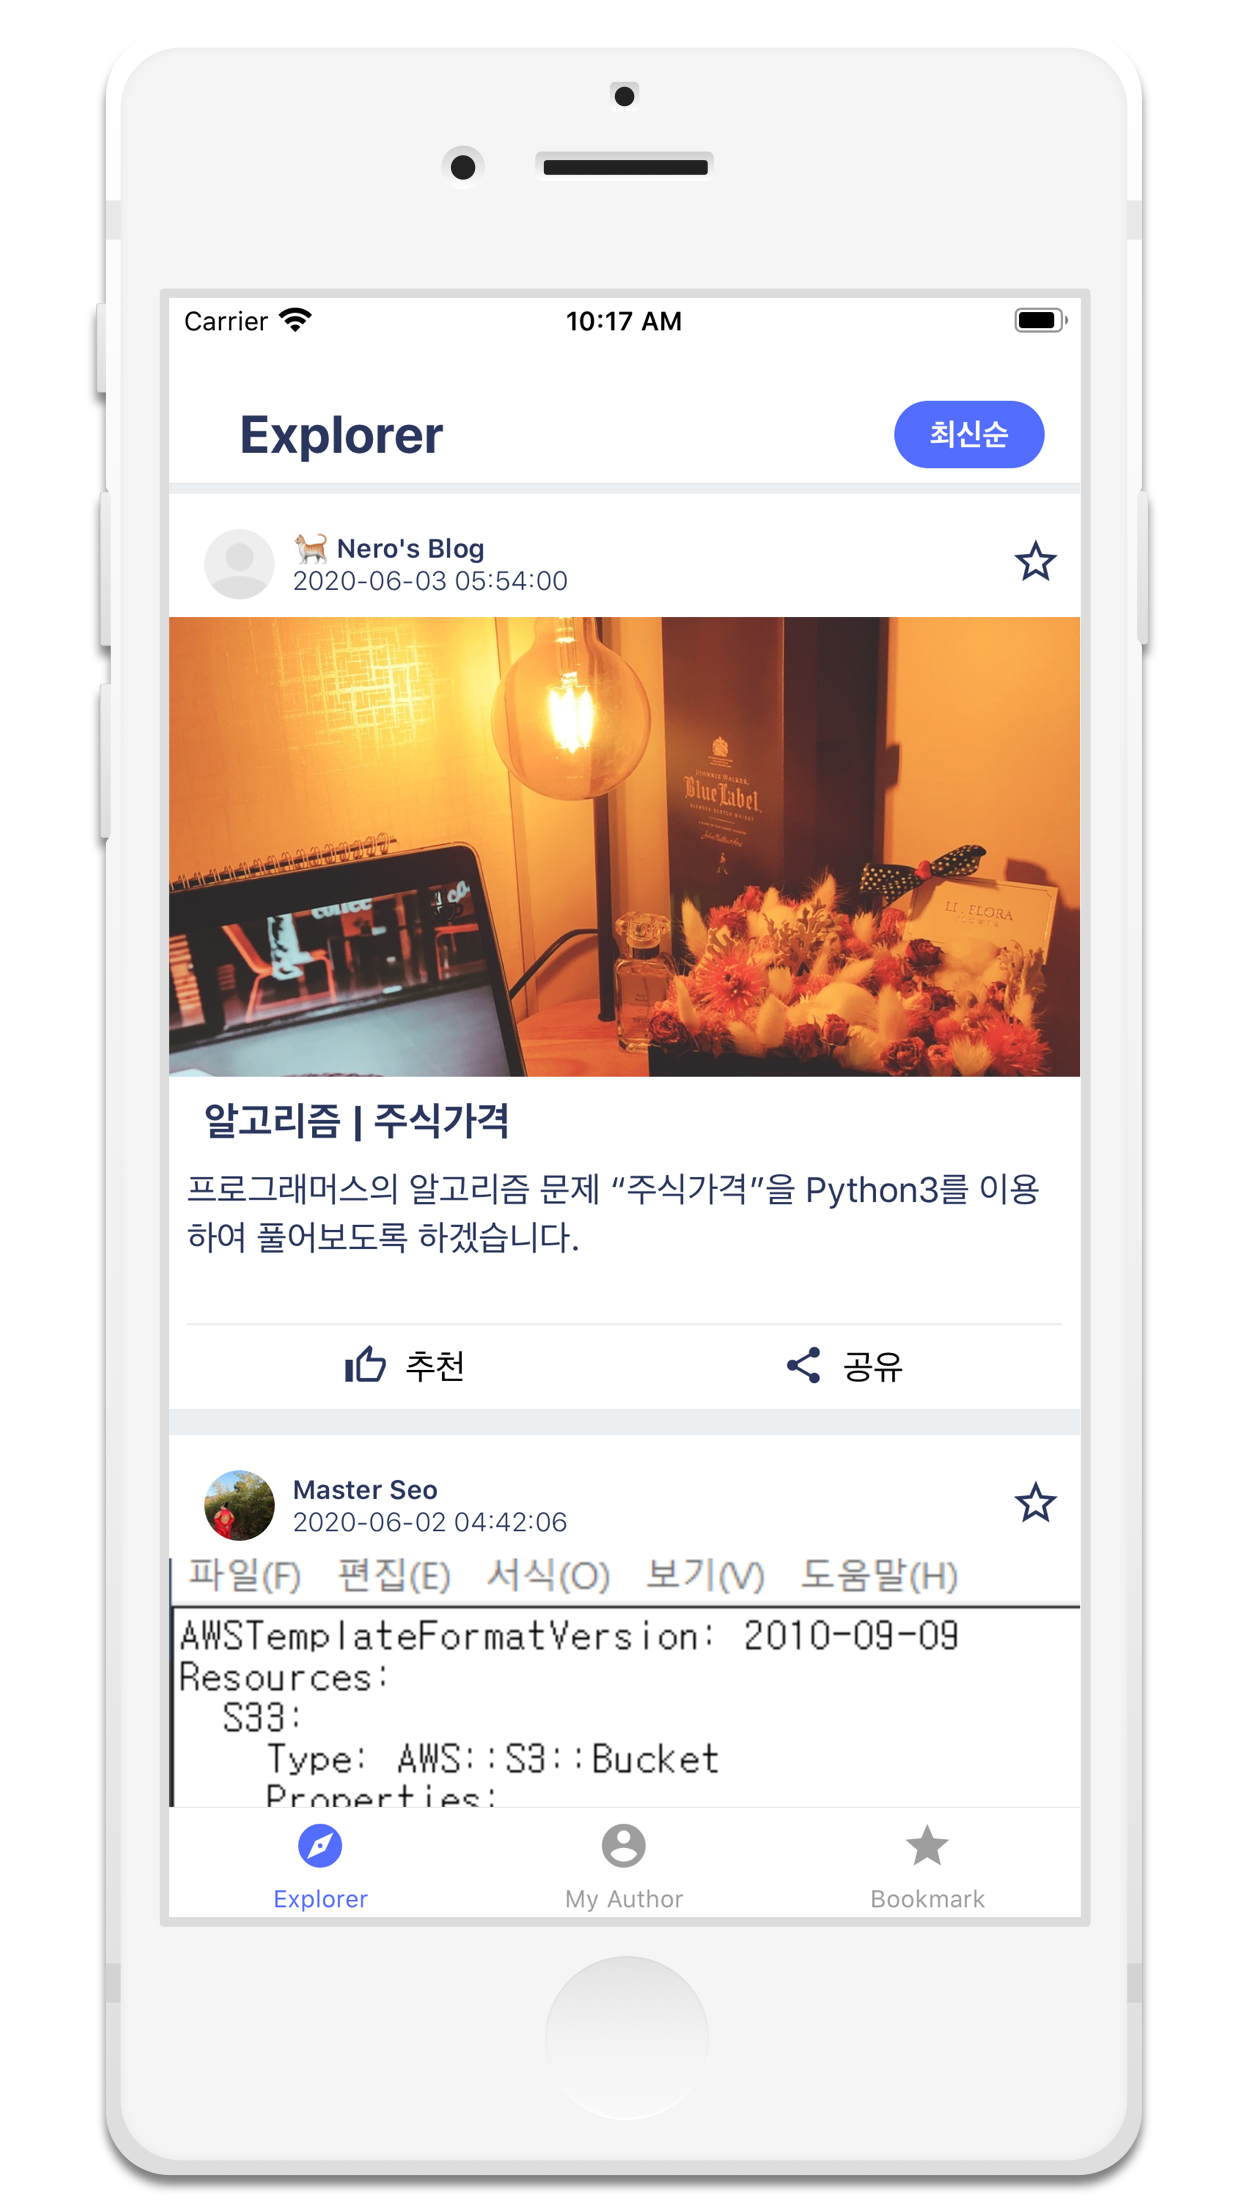 Carrier
10:17 AM
Explorer
최신순
Nero's Blog
2020-06-03 05:54:00
JOHNNIE WALKER.
Blue Label
LI . FLORA
알고리즘 | 주식가격
프로그래머스의 알고리즘 문제 “주식가격”을 Python3를 이용
하여 풀어보도록 하겠습니다.
추천
공유
Master Seo
2020-06-02 04:42:06
파일(F) 편집(E) 서식(O) 보기(V) 도움말(H)
AWSTemplateFormatVersion: 2010-09-09
Resources:
S33:
Type: AWS::S3::Bucket
Properties:
Explorer
My Author
Bookmark